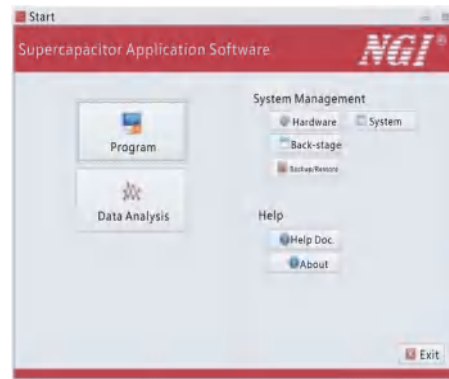 Start
Supercapacitor Application Software
NGI®
Program
Data Analysis
System Management
Hardware
System
Back-stage
Backup/Restore
Help
Help Doc.
About
Exit